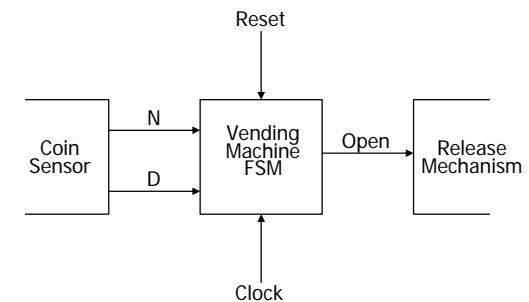 Reset
N
D
Coin
Sensor
Vending
Machine
FSM
Open
Release
Mechanism
Clock